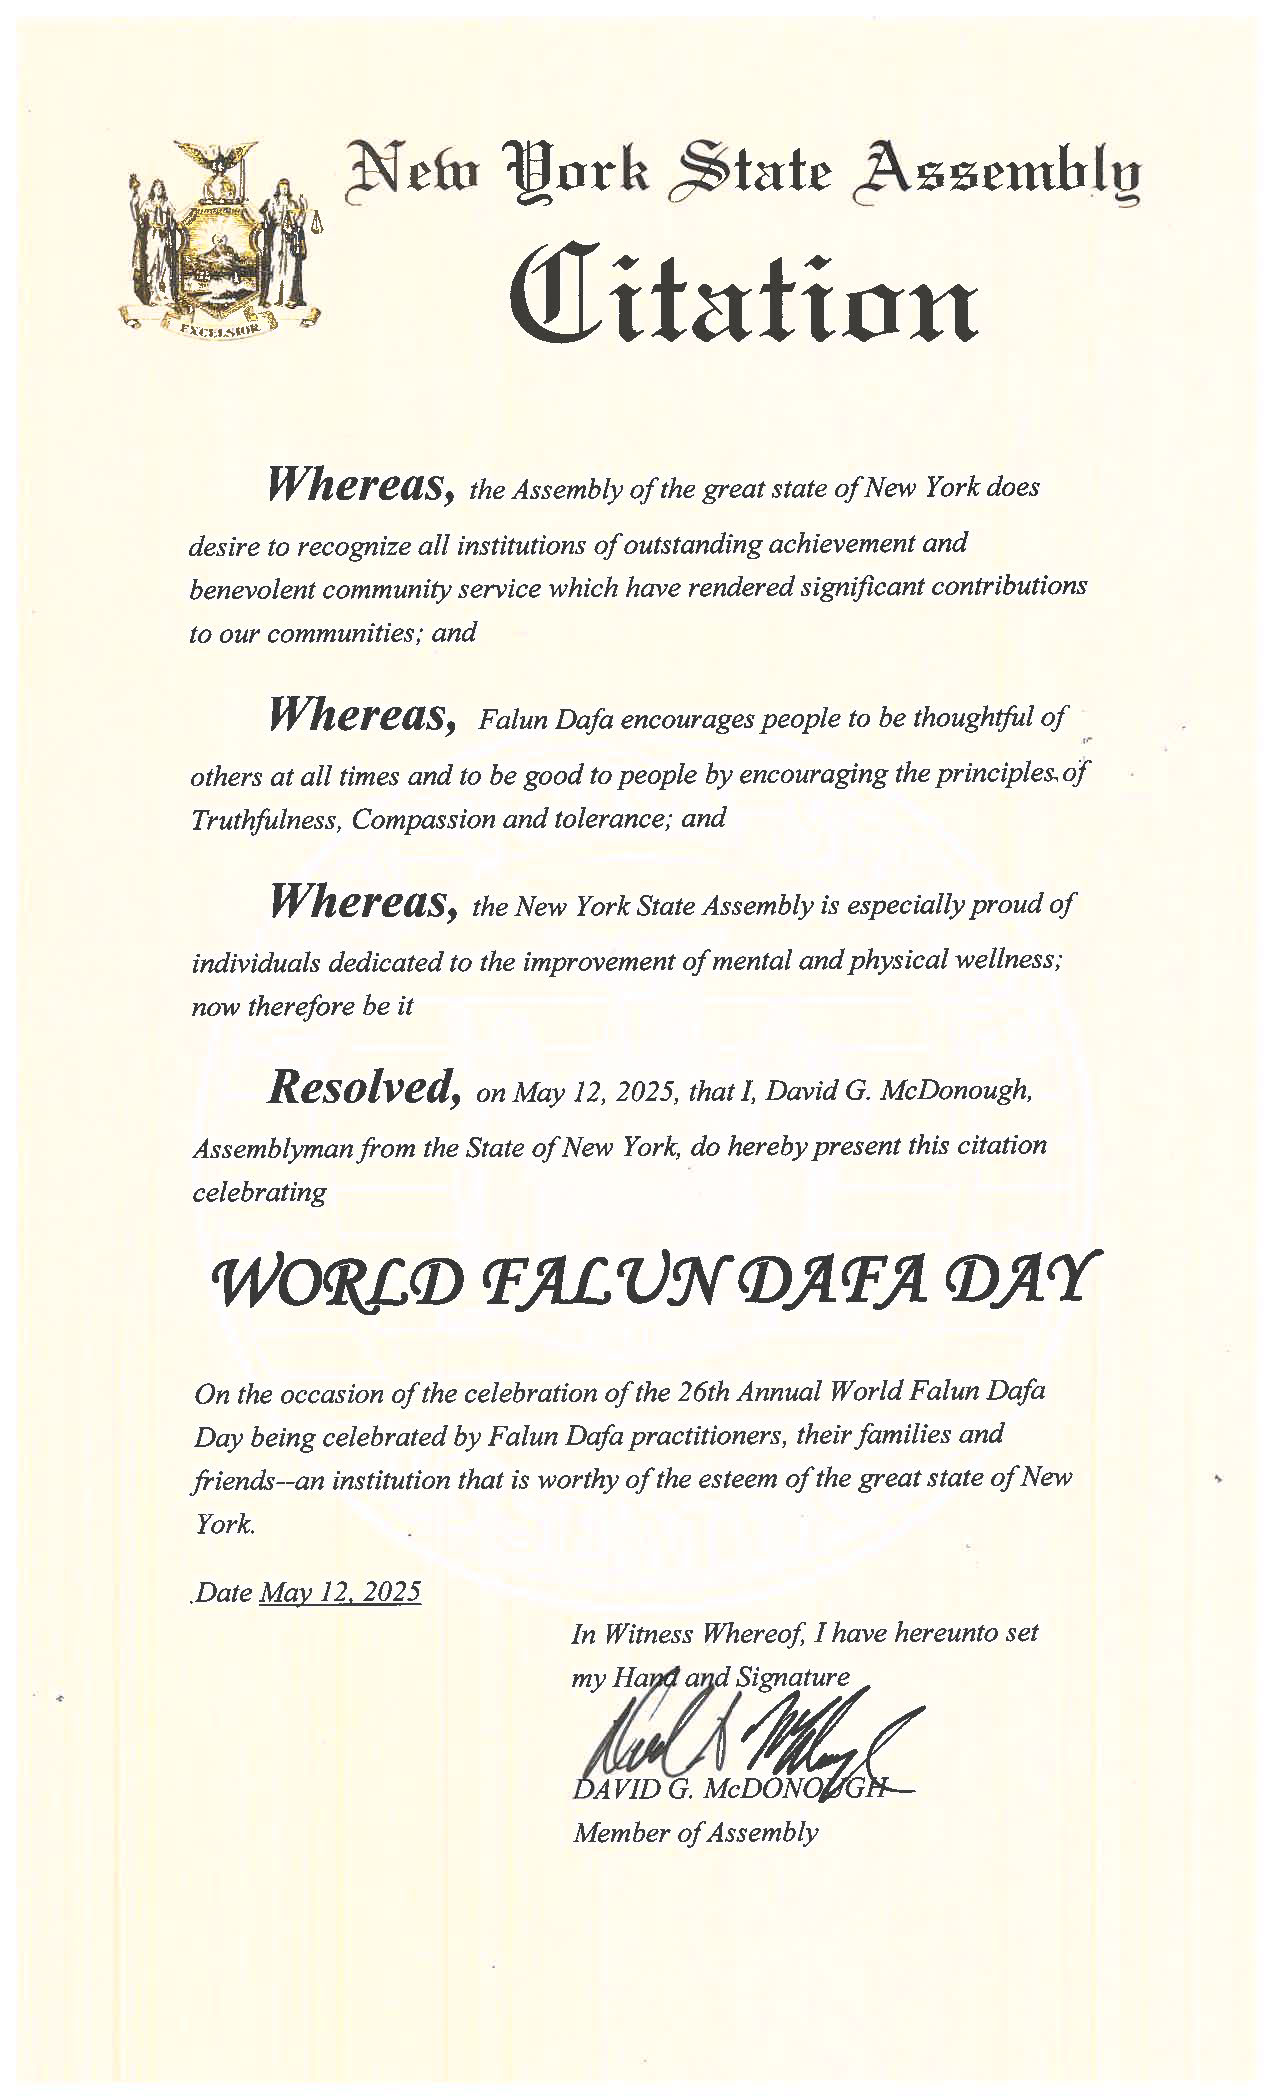 New York State Assembly
Citation
EXCELSIOR
Whereas, the Assembly of the great state of New York does
desire to recognize all institutions of outstanding achievement and
benevolent community service which have rendered significant contributions
to our communities; and
Whereas, Falun Dafa encourages people to be thoughtful of
others at all times and to be good to people by encouraging the principles of
Truthfulness, Compassion and tolerance; and
Whereas, the New York State Assembly is especially proud of
individuals dedicated to the improvement of mental and physical wellness;
now therefore be it
Resolved, on May 12, 2025, that I, David G. McDonough,
Assemblyman from the State of New York, do hereby present this citation
celebrating
WORLD FALUN DAFA DAY
On the occasion of the celebration of the 26th Annual World Falun Dafa
Day being celebrated by Falun Dafa practitioners, their families and
friends--an institution that is worthy of the esteem of the great state of New
York.
Date May 12, 2025
In Witness Whereof, I have hereunto set
my Hand and Signature
DAVID G. McDONOUGH
Member of Assembly